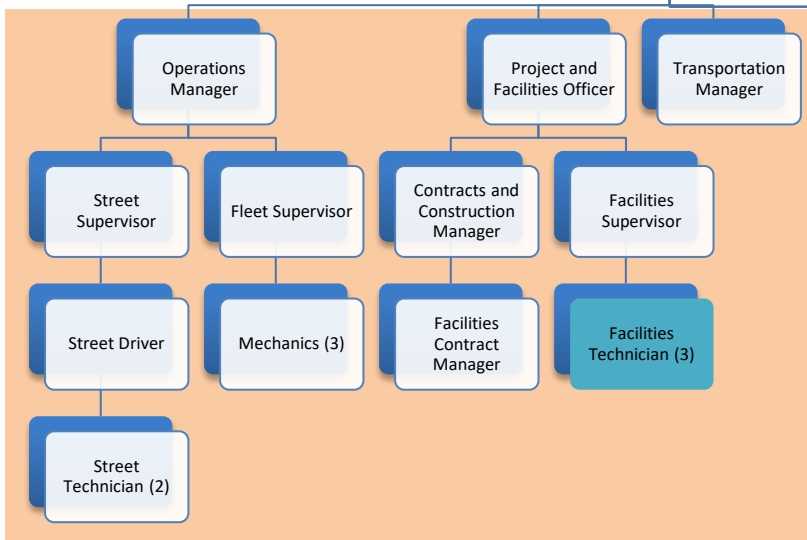 Operations
Manager
Project and
Facilities Officer
Transportation
Manager
Street
Supervisor
Fleet Supervisor
Contracts and
Construction
Manager
Facilities
Supervisor
Street Driver
Mechanics (3)
Facilities
Contract
Manager
Facilities
Technician (3)
Street
Technician (2)